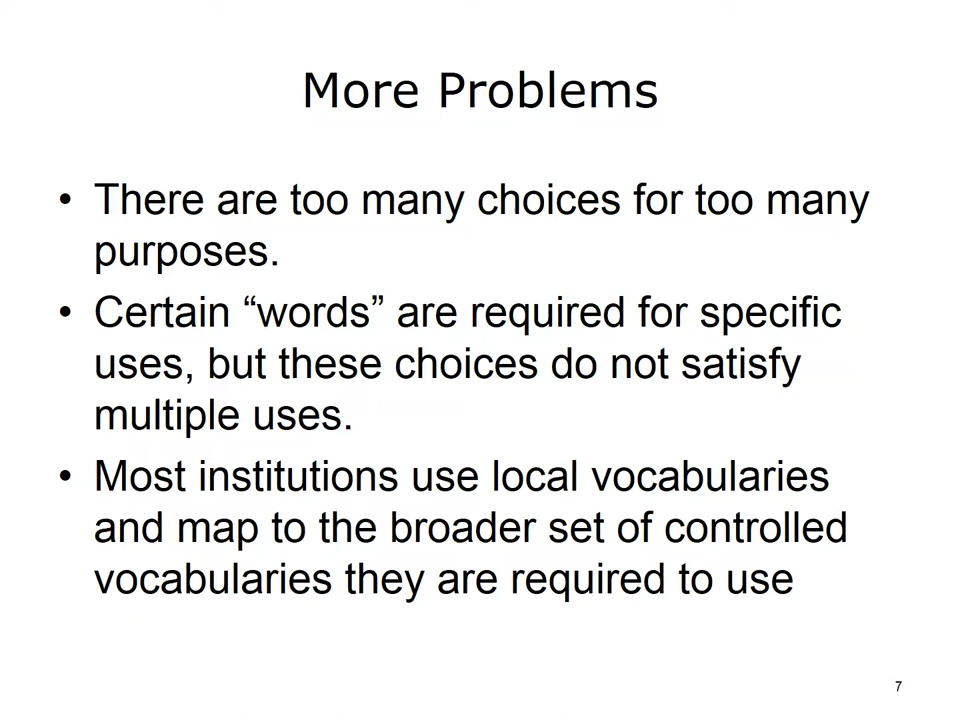 More Problems
• There are too many choices for too many
purposes.
• Certain “words” are required for specific
uses, but these choices do not satisfy
multiple uses.
• Most institutions use local vocabularies
and map to the broader set of controlled
vocabularies they are required to use
7